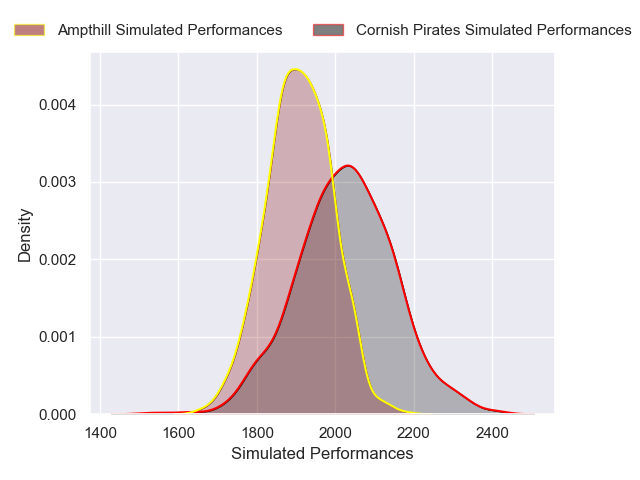 Ampthill Simulated Performances
Cornish Pirates Simulated Performances
0.004
0.003
0.002
0.001
0.000
Density
1400 1600 1800 2000 2200 2400
Simulated Performances